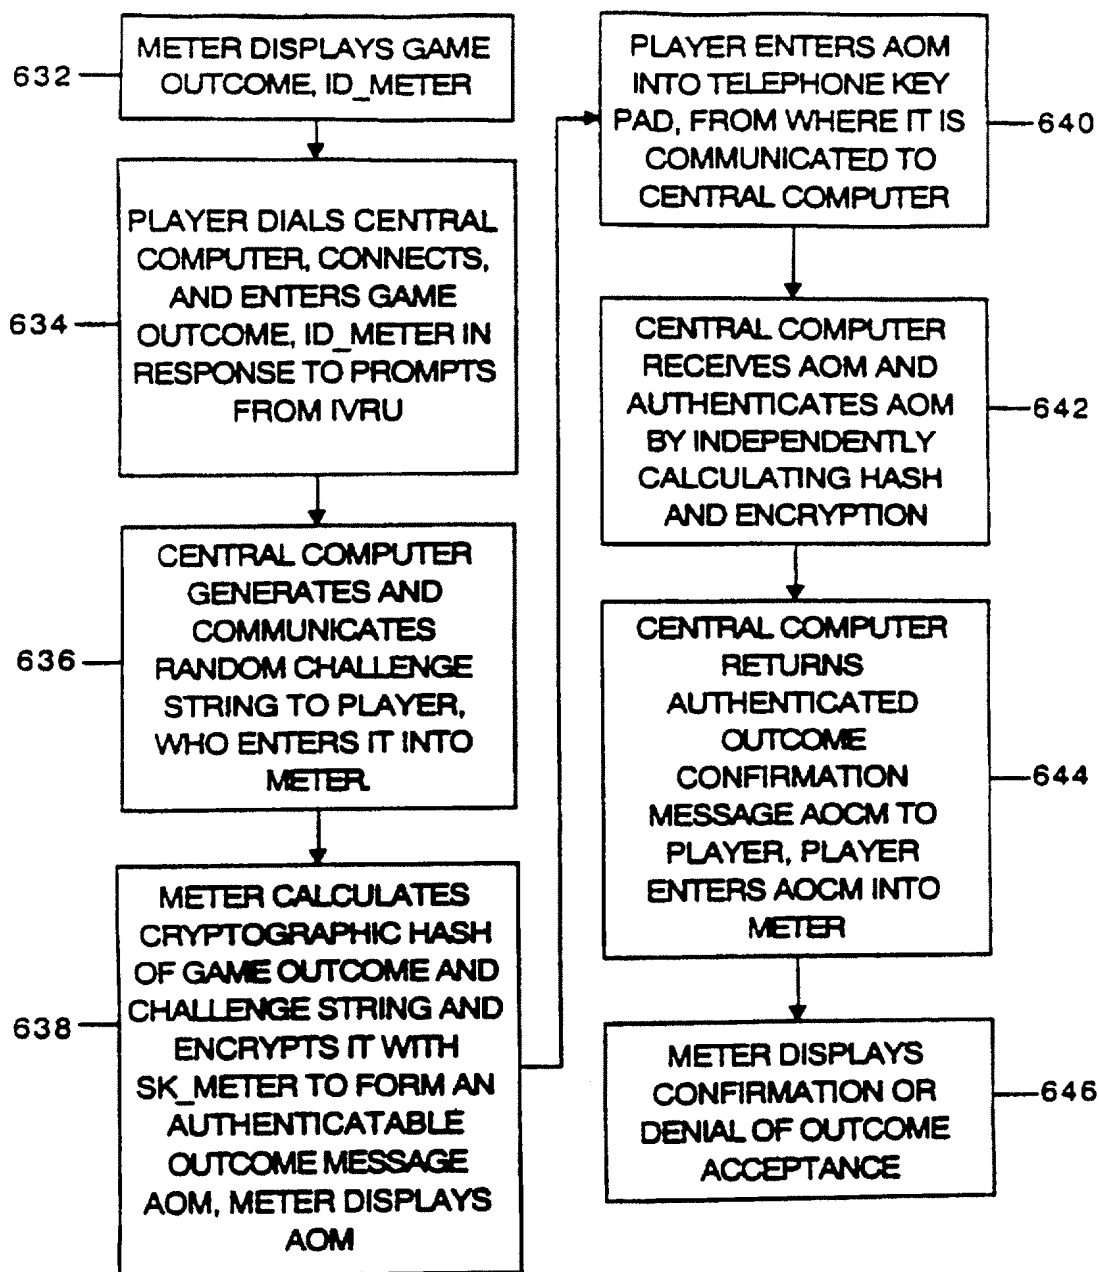 632
METER DISPLAYS GAME
OUTCOME, ID_METER
634
PLAYER DIALS CENTRAL
COMPUTER, CONNECTS,
AND ENTERS GAME
OUTCOME, ID_METER IN
RESPONSE TO PROMPTS
FROM IVRU
636
CENTRAL COMPUTER
GENERATES AND
COMMUNICATES
RANDOM CHALLENGE
STRING TO PLAYER,
WHO ENTERS IT INTO
METER.
638
METER CALCULATES
CRYPTOGRAPHIC HASH
OF GAME OUTCOME AND
CHALLENGE STRING AND
ENCRYPTS IT WITH
SK_METER TO FORM AN
AUTHENTICATABLE
OUTCOME MESSAGE
AOM, METER DISPLAYS
AOM
PLAYER ENTERS AOM
INTO TELEPHONE KEY
PAD, FROM WHERE IT IS
COMMUNICATED TO
CENTRAL COMPUTER
640
CENTRAL COMPUTER
RECEIVES AOM AND
AUTHENTICATES AOM
BY INDEPENDENTLY
CALCULATING HASH
AND ENCRYPTION
642
CENTRAL COMPUTER
RETURNS
AUTHENTICATED
OUTCOME
CONFIRMATION
MESSAGE AOCM TO
PLAYER, PLAYER
ENTERS AOCM INTO
METER
644
METER DISPLAYS
CONFIRMATION OR
DENIAL OF OUTCOME
ACCEPTANCE
646